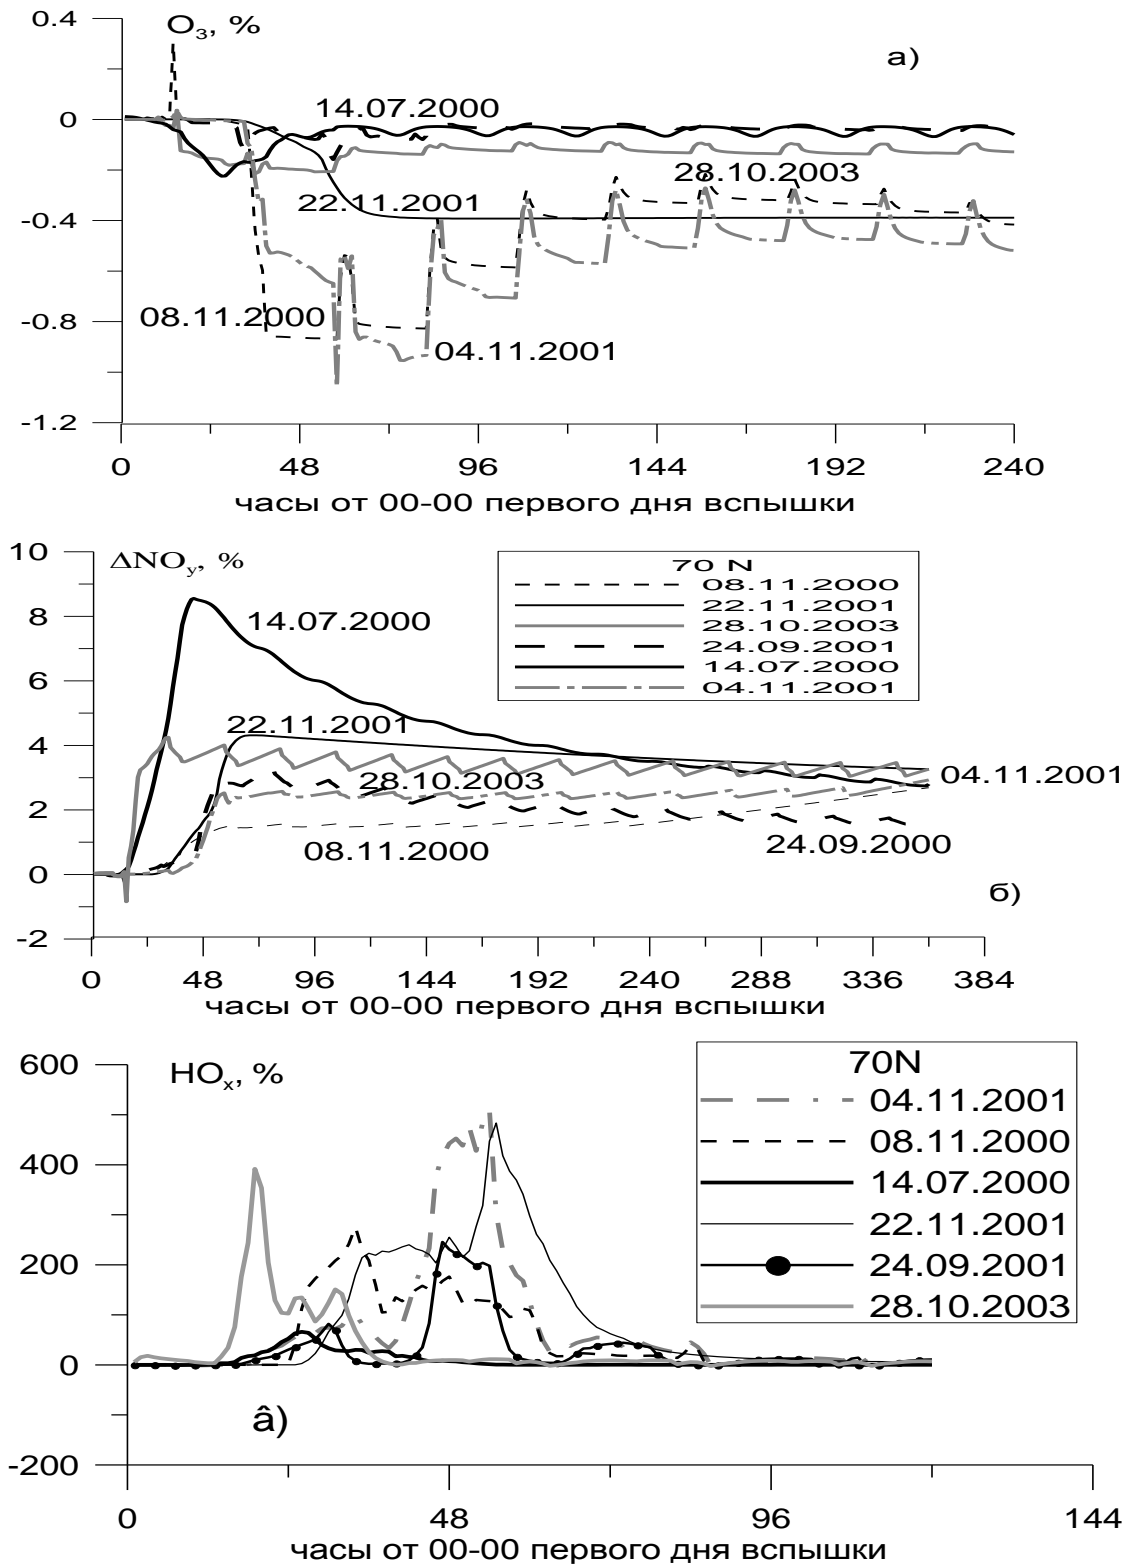 0.4
O3, %
а)
14.07.2000
0
28.10.2003
22.11.2001
-0.4
08.11.2000
-0.8
04.11.2001
-1.2
0 48 96 144 192 240
часы от 00-00 первого дня вспышки
10
ΔNOy, %
70 N
08.11.2000
22.11.2001
28.10.2003
24.09.2001
14.07.2000
04.11.2001
8
14.07.2000
6
22.11.2001
4
28.10.2003
04.11.2001
2
08.11.2000
24.09.2000
0
б)
-2
0 48 96 144 192 240 288 336 384
часы от 00-00 первого дня вспышки
600
HOx, %
70N
04.11.2001
08.11.2000
14.07.2000
22.11.2001
24.09.2001
28.10.2003
400
200
0
â)
-200
0 48 96 144
часы от 00-00 первого дня вспышки